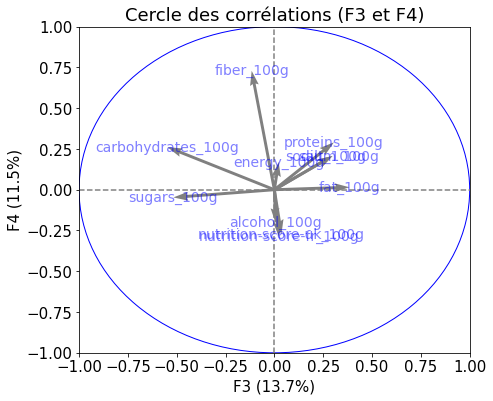 Cercle des corrélations (F3 et F4)
1.00
fiber_100g
0.75
0.50
carbohydrates_100g
proteins_100g
0.25
energy_100g
fat_100g
0.00
sugars_100g
alcohol_100g
−0.25
nutrition-score-uk_100g
nutrition-score-fr_100g
−0.50
−0.75
−1.00
F4 (11.5%)
−1.00 −0.75 −0.50 −0.25 0.00 0.25 0.50 0.75 1.00
F3 (13.7%)